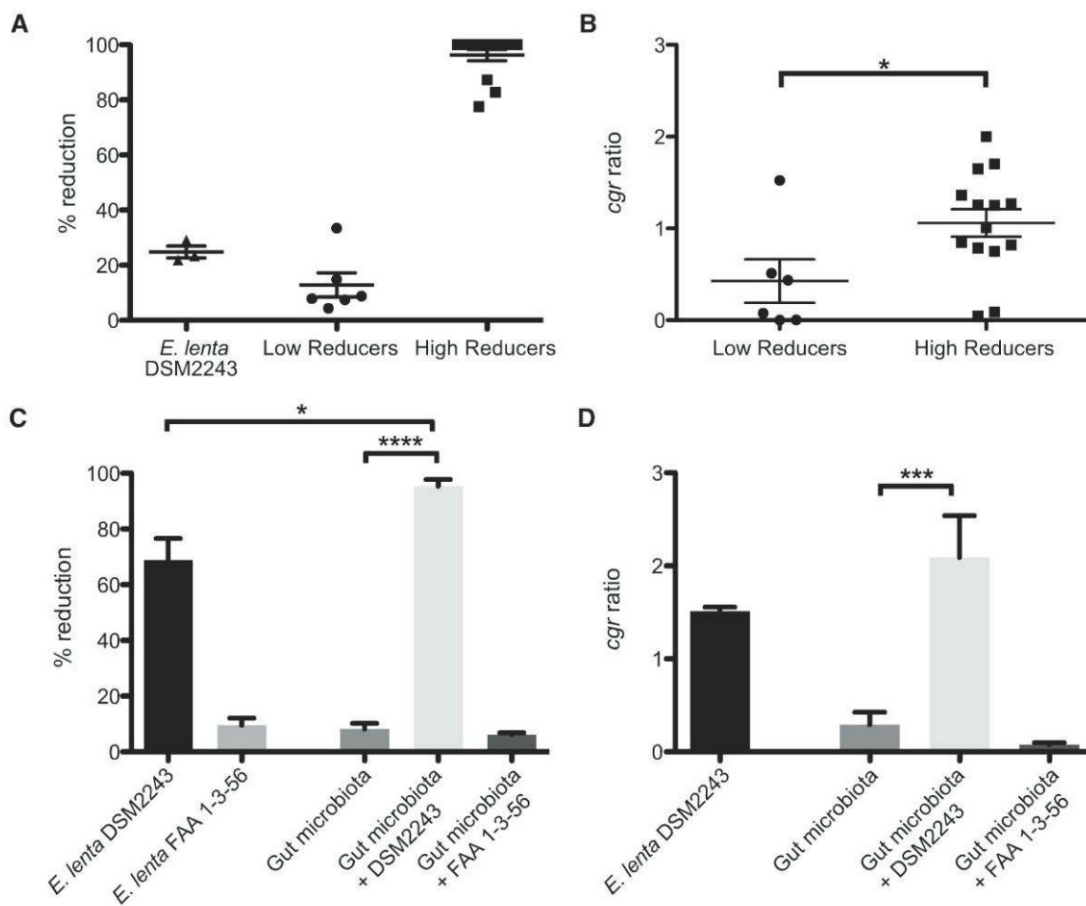 A
% reduction
100
80
60
40
20
0
E. lenta
DSM2243
Low Reducers
High Reducers
B
*
cgr ratio
3
2
1
0
Low Reducers
High Reducers
C
*
****
% reduction
100
80
60
40
20
0
E. lenta DSM2243
E. lenta FAA 1-3-56
Gut microbiota
Gut microbiota
+ DSM2243
Gut microbiota
+ FAA 1-3-56
D
***
cgr ratio
3
2
1
0
E. lenta DSM2243
Gut microbiota
Gut microbiota
+ DSM2243
Gut microbiota
+ FAA 1-3-56